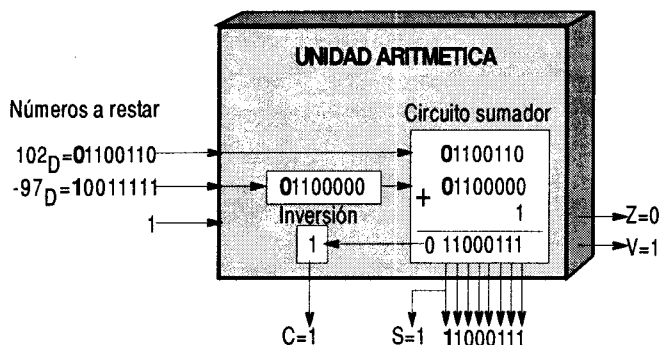 UNIDAD ARITMETICA
Números a restar
Circuito sumador
102D=01100110
01100110
-97D=10011111
01100000
+ 01100000
Inversión
1
1
1
0 11000111
Z=0
V=1
C=1
S=1
11000111